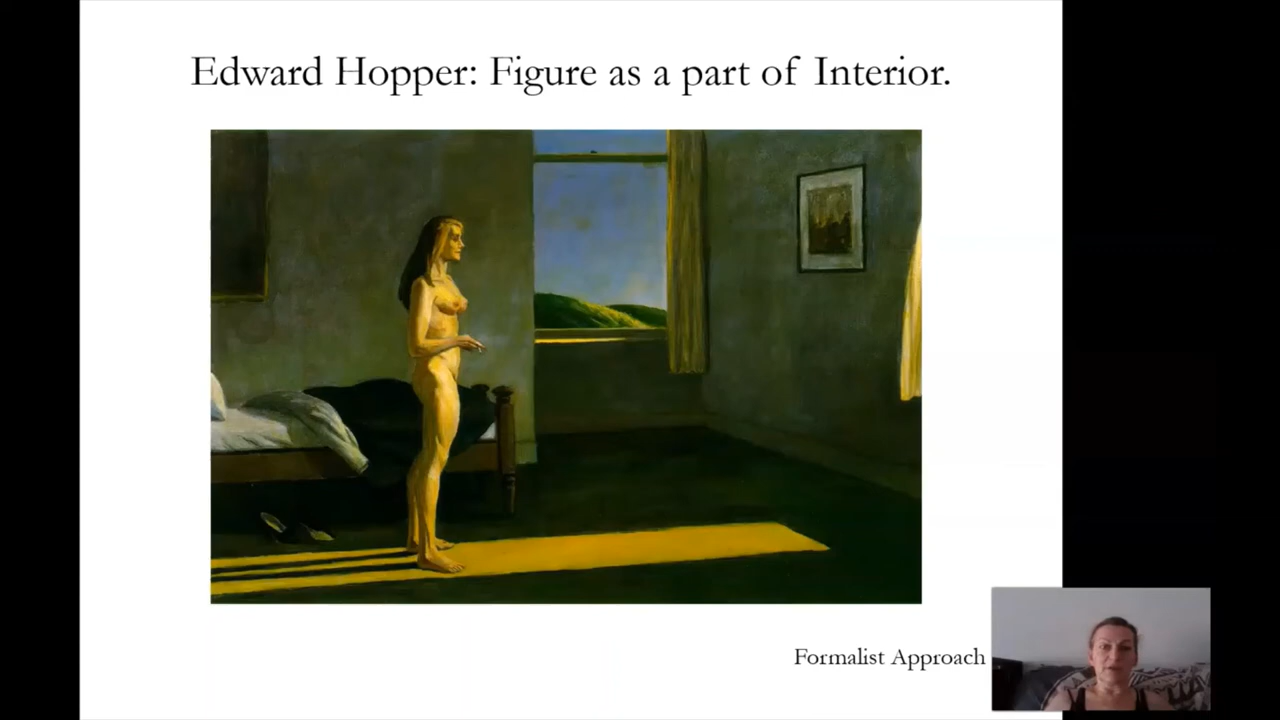 Edward Hopper: Figure as a part of Interior.
Formalist Approach